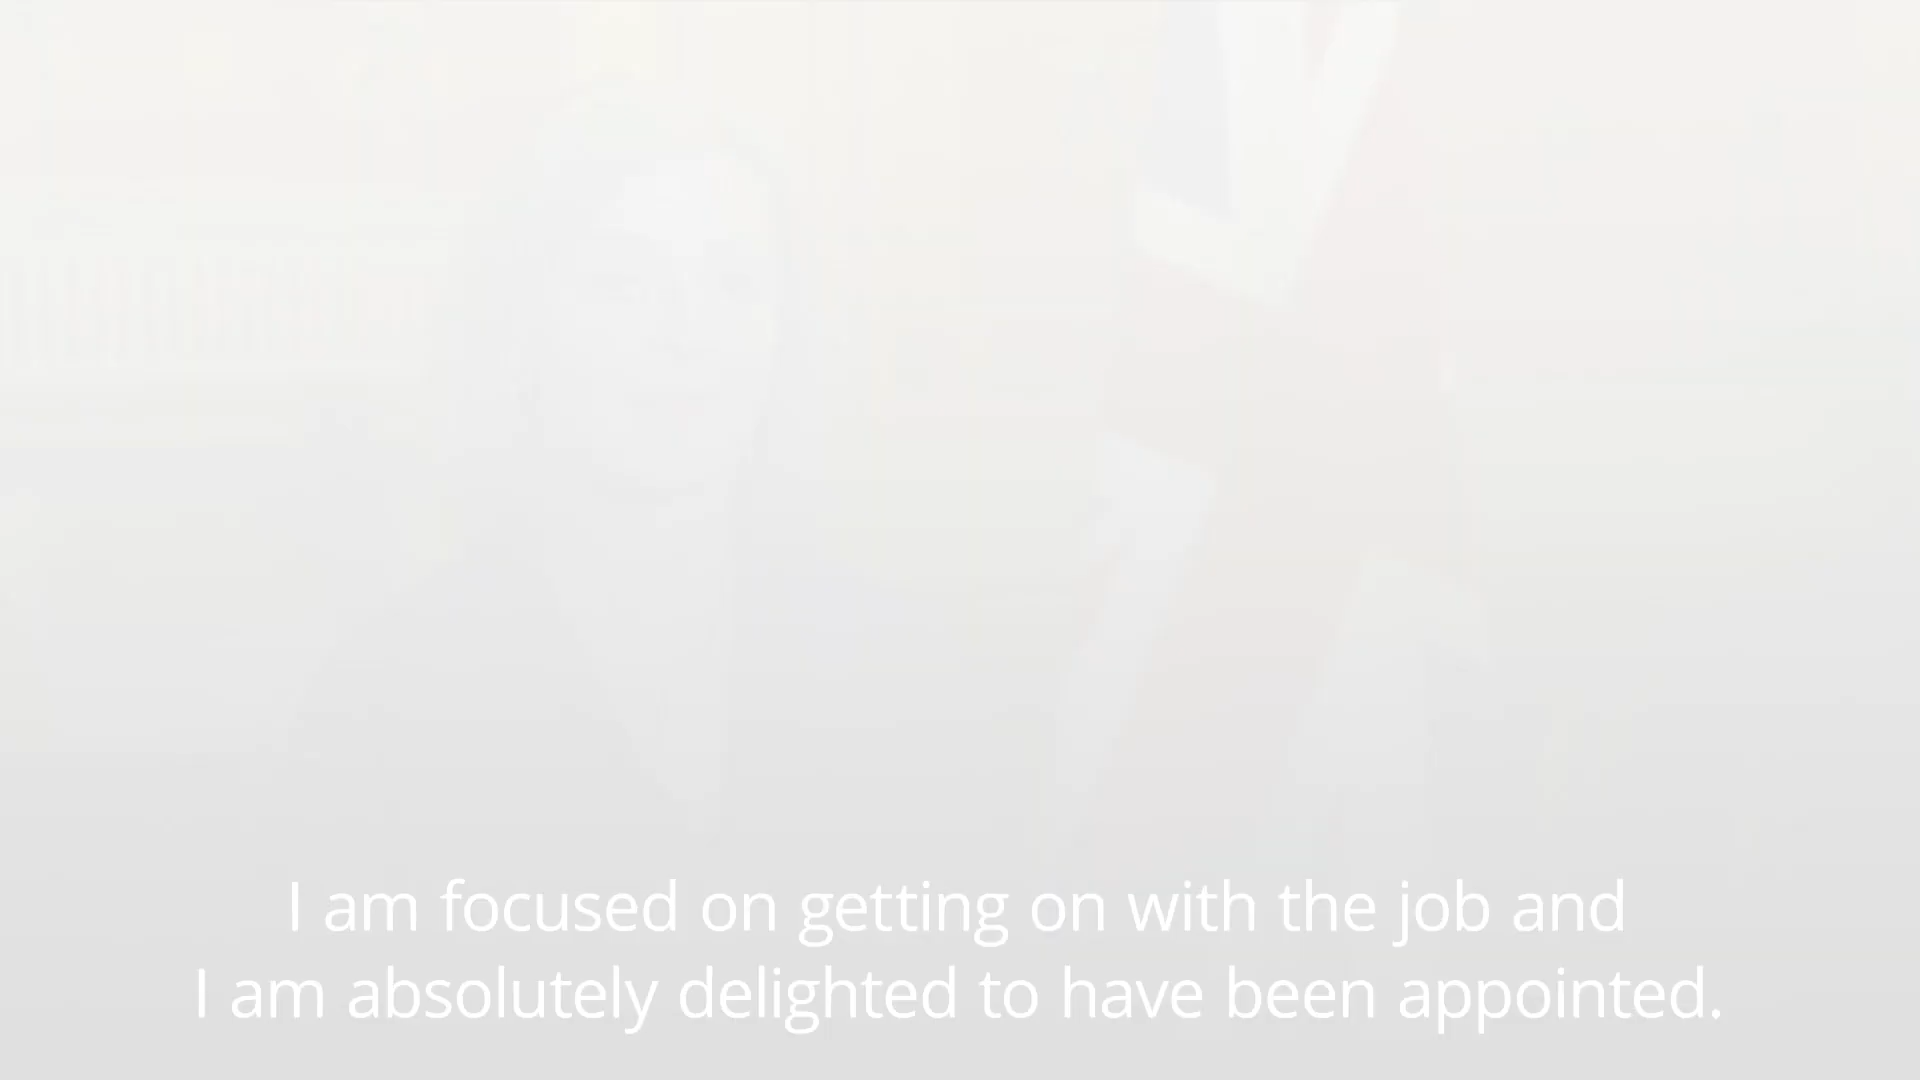 I am focused on getting on with the job and
I am absolutely delighted to have been appointed.